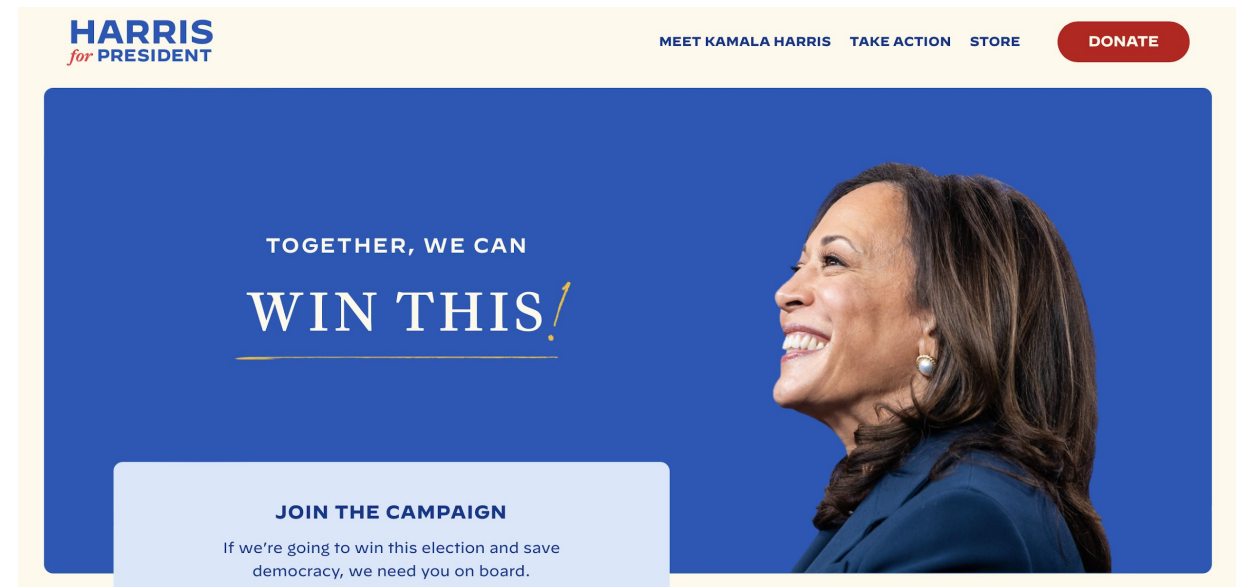 HARRIS
for PRESIDENT
MEET KAMALA HARRIS TAKE ACTION STORE DONATE
TOGETHER, WE CAN
WIN THIS!
JOIN THE CAMPAIGN
If we're going to win this election and save
democracy, we need you on board.